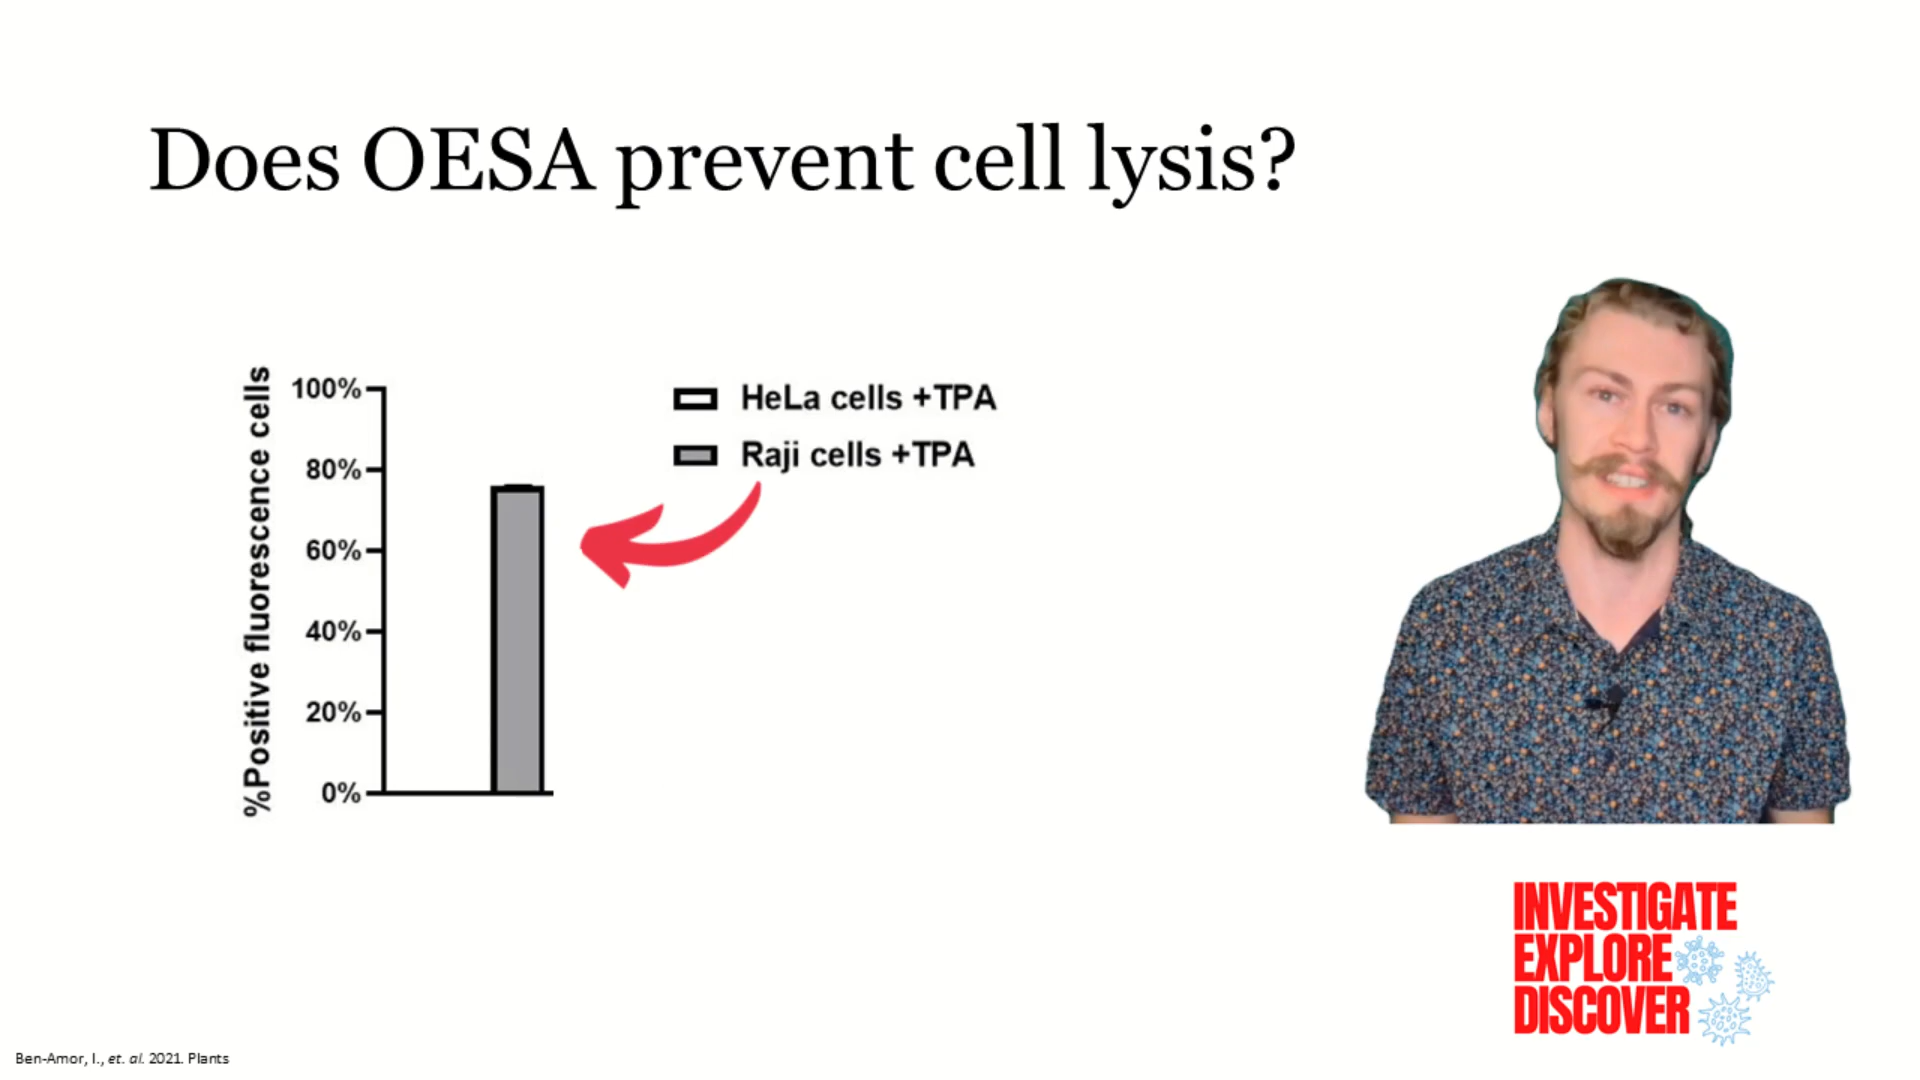 Does OESA prevent cell lysis?
%Positive fluorescence cells
100%
80%
60%
40%
20%
0%
HeLa cells +TPA
Raji cells +TPA
INVESTIGATE
EXPLORE
DISCOVER
Ben-Amor, I., et. al. 2021. Plants